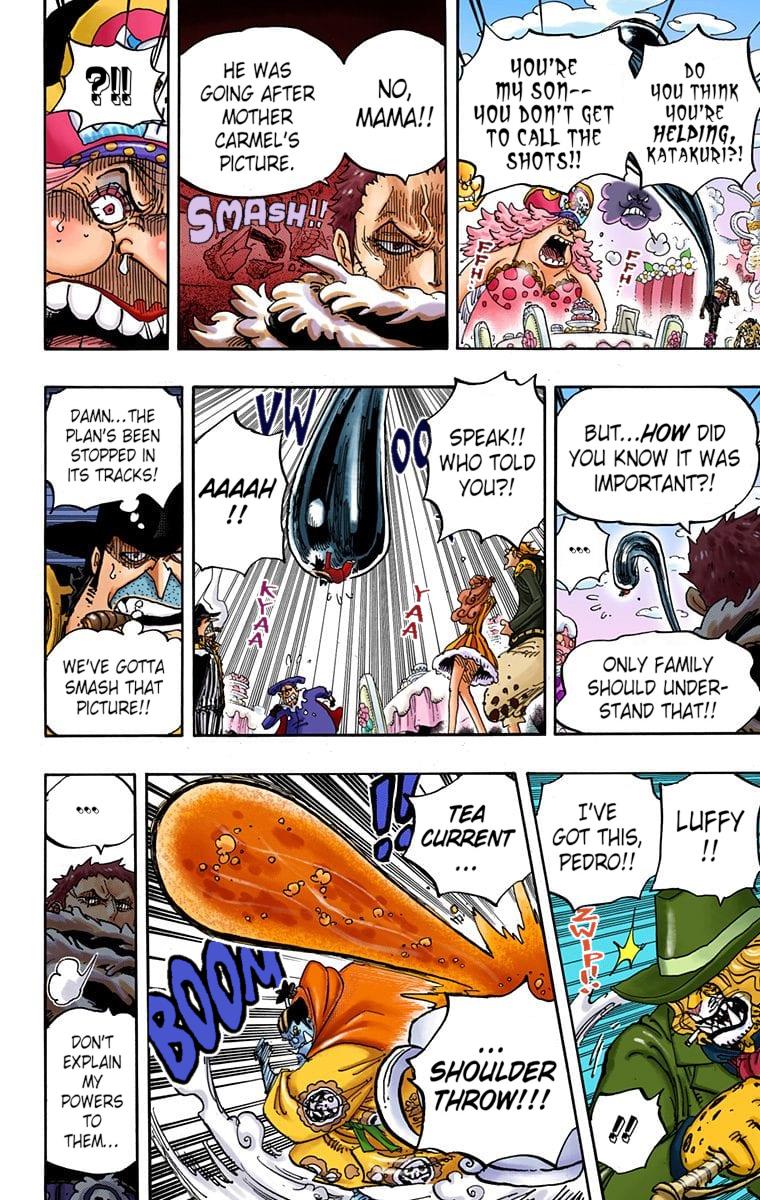 DO
YOU THINK
YOU'RE
HELPING,
KATAKURI?!
YOU'RE
MY SON--
YOU DON'T GET
TO CALL THE
SHOTS!!
FFH
FFH
NO,
MAMA!!
HE WAS
GOING AFTER
MOTHER
CARMEL'S
PICTURE.
SMASH!!
?!!
BUT...HOW DID
YOU KNOW IT WAS
IMPORTANT?!
...
ONLY FAMILY
SHOULD UNDER-
STAND THAT!!
SPEAK!!
WHO TOLD
YOU?!
VW
OO
AAAAH
!!
YAA
KYAA
DAMN...THE
PLAN'S BEEN
STOPPED IN
ITS TRACKS!
WE'VE GOTTA
SMASH THAT
PICTURE!!
LUFFY
!!
I'VE
GOT THIS,
PEDRO!!
ZWIP!!
!!
TEA
CURRENT
...
!!
...
SHOULDER
THROW!!!
BOOM
...
DON'T
EXPLAIN
MY
POWERS
TO
THEM...